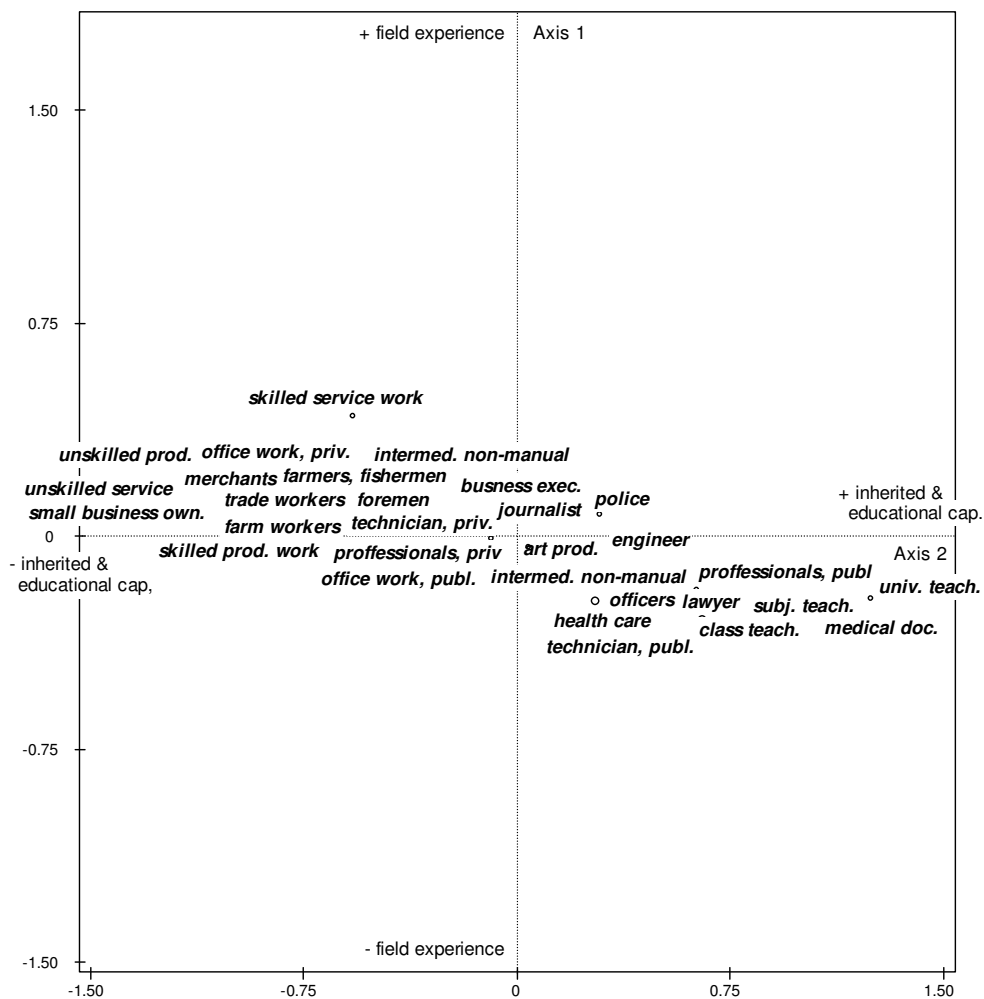 + field experience
Axis 1
1.50
0.75
skilled service work
unskilled prod.
office work, priv.
intermed. non-manual
merchants
farmers, fishermen
unskilled service
busness exec.
trade workers
foremen
police
+ inherited &
small business own.
journalist
educational cap.
farm workers
technician, priv.
0
engineer
skilled prod. work
proffessionals, priv
art prod.
Axis 2
- inherited &
educational cap,
office work, publ.
intermed. non-manual
proffessionals, publ
univ. teach.
officers
lawyer
subj. teach.
health care
class teach.
medical doc.
technician, publ.
-0.75
- field experience
-1.50
-1.50
-0.75
0
0.75
1.50